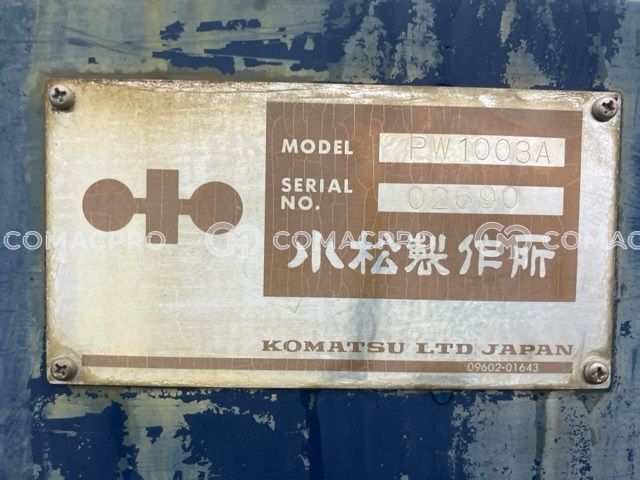 MODEL PW1003A
SERIAL NO. 02690
小松製作所
KOMATSU LTD. JAPAN
09602-01643
COMACPRO COMACPRO COMAC